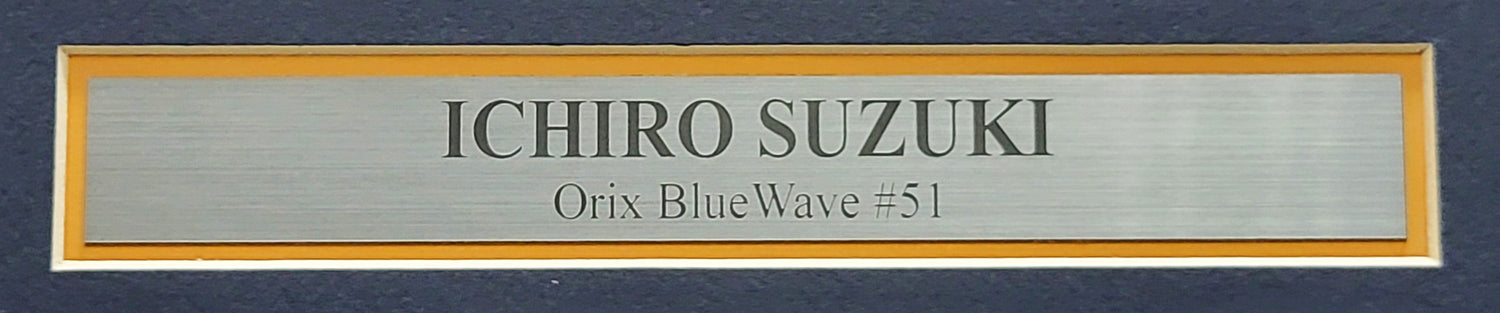 ICHIRO SUZUKI
Orix BlueWave #51